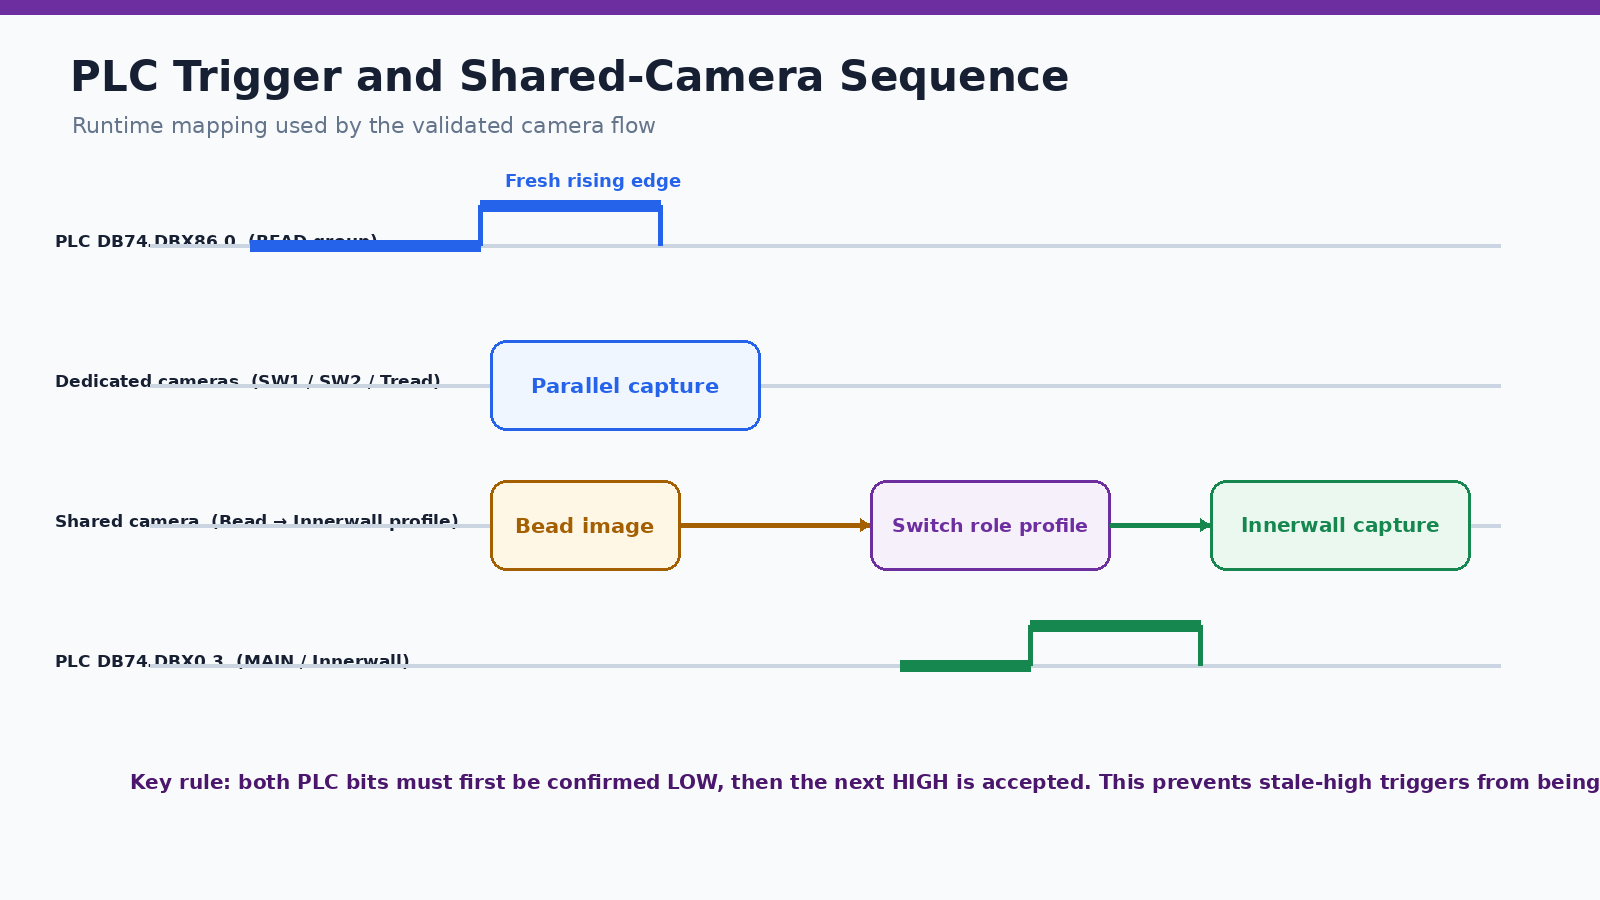 PLC Trigger and Shared-Camera Sequence
Runtime mapping used by the validated camera flow
Fresh rising edge
PLC DB74.DBX86.0 (BEAD group)
Dedicated cameras (SW1 / SW2 / Tread)
Parallel capture
Shared camera (Bead → Innerwall profile)
Bead image
Switch role profile
Innerwall capture
PLC DB74.DBX0.3 (MAIN / Innerwall)
Key rule: both PLC bits must first be confirmed LOW, then the next HIGH is accepted. This prevents stale-high triggers from being